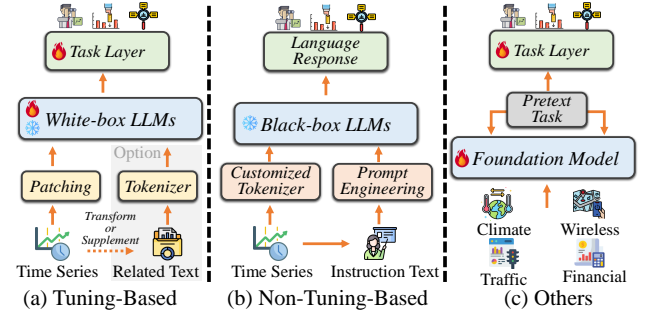 Task Layer
White-box LLMs
Option
Patching
Tokenizer
Transform or
Supplement
Time Series
Related Text
(a) Tuning-Based
Language
Response
Black-box LLMs
Customized
Tokenizer
Prompt
Engineering
Time Series
Instruction Text
(b) Non-Tuning-Based
Task Layer
Pretext
Task
Foundation Model
Climate
Wireless
Traffic
Financial
(c) Others